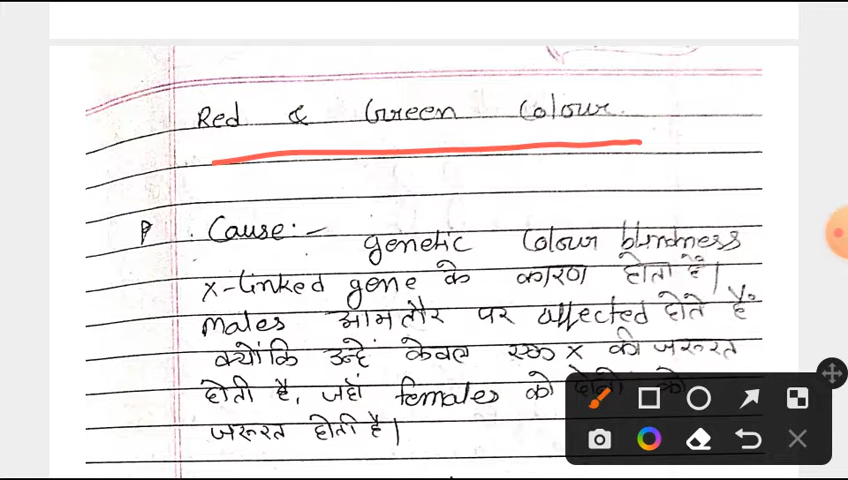 Red & Green Colour.
Cause:- genetic Colour blindness
X-linked gene के कारण होता है।
males आमतौर पर affected होते है
क्योंकि उन्हें केवल एक X की जरूरत
होती है, जहाँ females को दोनो को
जरूरत होती है।